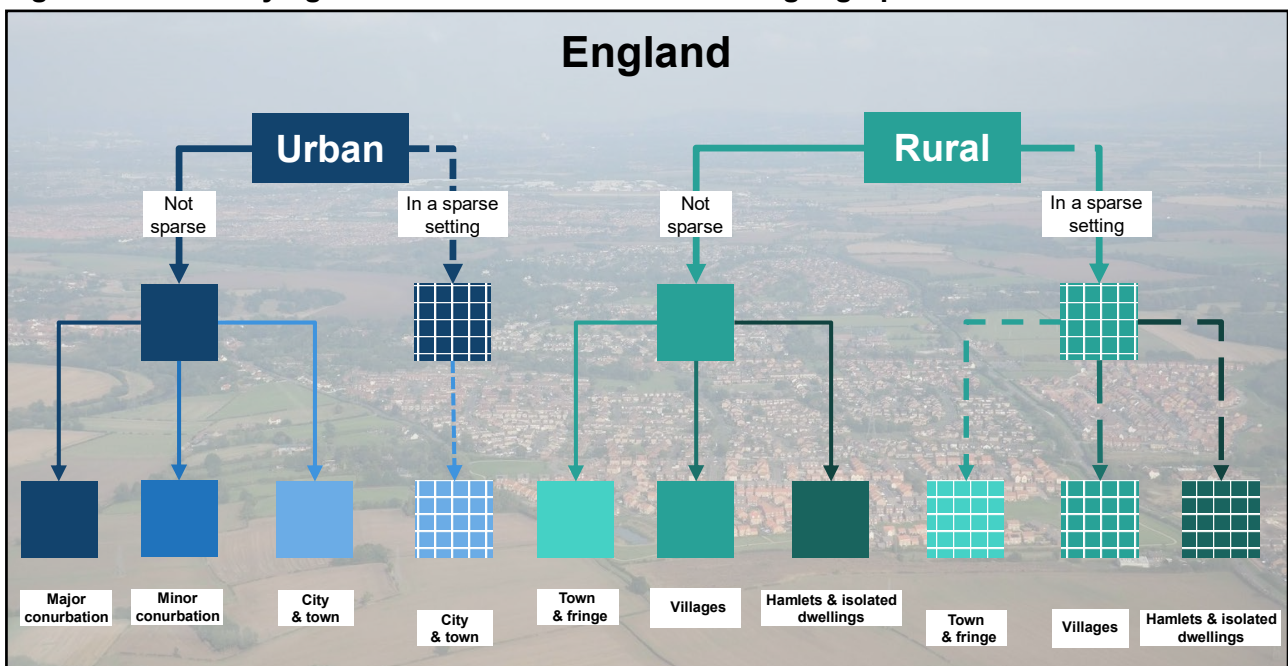 England
Urban
Rural
Not
sparse
In a sparse
setting
Not
sparse
In a sparse
setting
Major
conurbation
Minor
conurbation
City
& town
City
& town
Town
& fringe
Villages
Hamlets & isolated
dwellings
Town
& fringe
Villages
Hamlets & isolated
dwellings